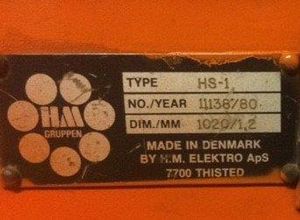 HM
GRUPPEN
TYPE HS-1
NO./YEAR 11138/80
DIM./MM 1020/1,2
MADE IN DENMARK
BY H.M. ELEKTRO ApS
7700 THISTED